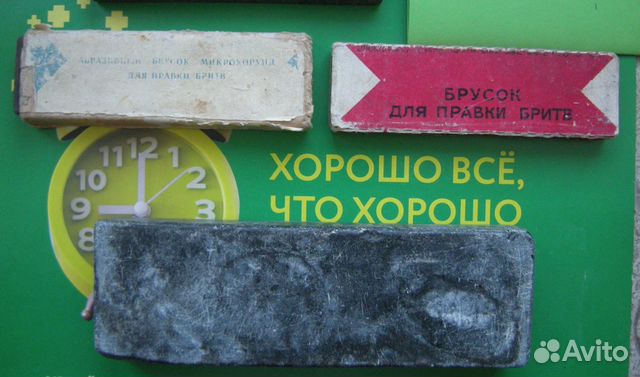 АБРАЗИВНЫЙ БРУСОК МИКРОКОРУНД
ДЛЯ ПРАВКИ БРИТВ
БРУСОК
ДЛЯ ПРАВКИ БРИТВ
ХОРОШО ВСЁ,
ЧТО ХОРОШО
11 12 1
10 2
9 3
8
Avito